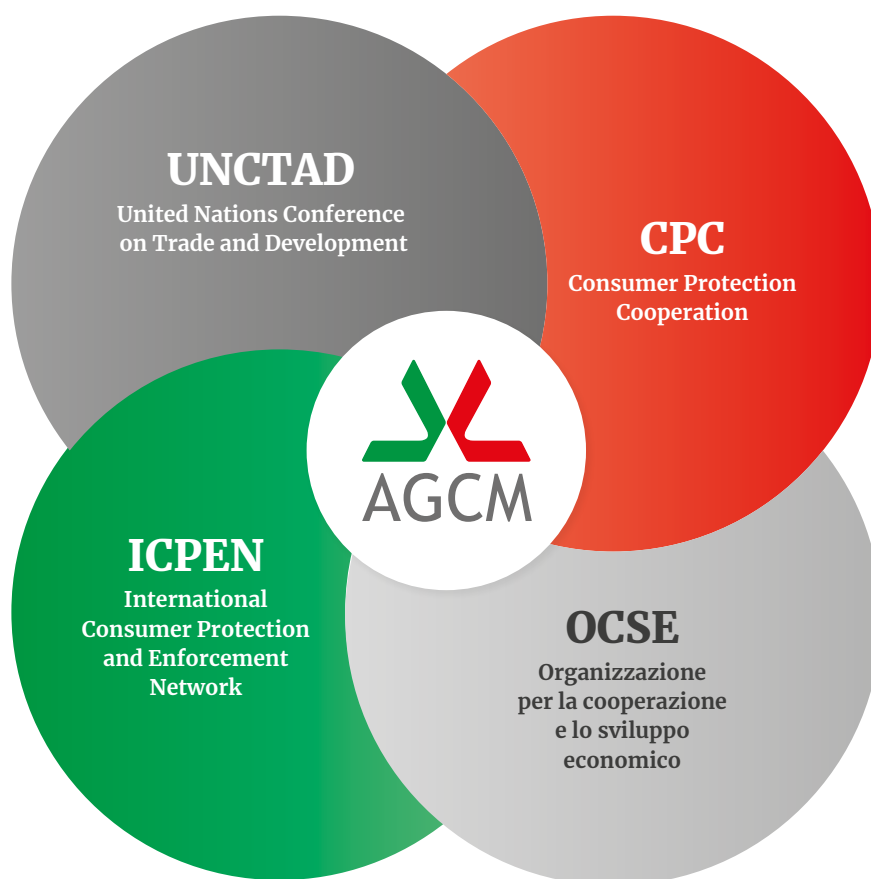 UNCTAD
United Nations Conference
on Trade and Development
CPC
Consumer Protection
Cooperation
AGCM
ICPEN
International
Consumer Protection
and Enforcement
Network
OCSE
Organizzazione
per la cooperazione
e lo sviluppo
economico